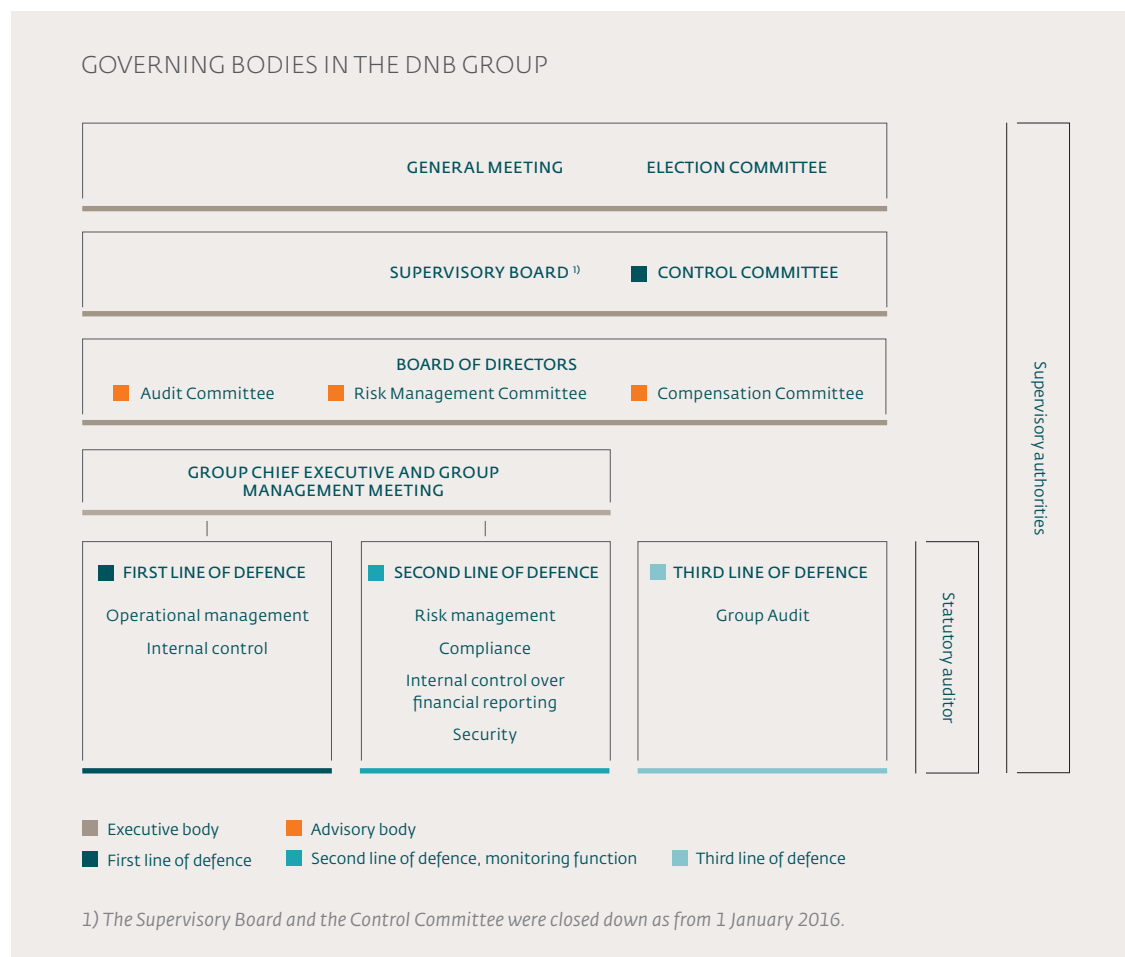 GOVERNING BODIES IN THE DNB GROUP
GENERAL MEETING
ELECTION COMMITTEE
SUPERVISORY BOARD 1)
CONTROL COMMITTEE
BOARD OF DIRECTORS
Audit Committee
Risk Management Committee
Compensation Committee
GROUP CHIEF EXECUTIVE AND GROUP
MANAGEMENT MEETING
FIRST LINE OF DEFENCE
Operational management
Internal control
SECOND LINE OF DEFENCE
Risk management
Compliance
Internal control over
financial reporting
Security
THIRD LINE OF DEFENCE
Group Audit
Statutory auditor
Supervisory authorities
Executive body
Advisory body
First line of defence
Second line of defence, monitoring function
Third line of defence
1) The Supervisory Board and the Control Committee were closed down as from 1 January 2016.